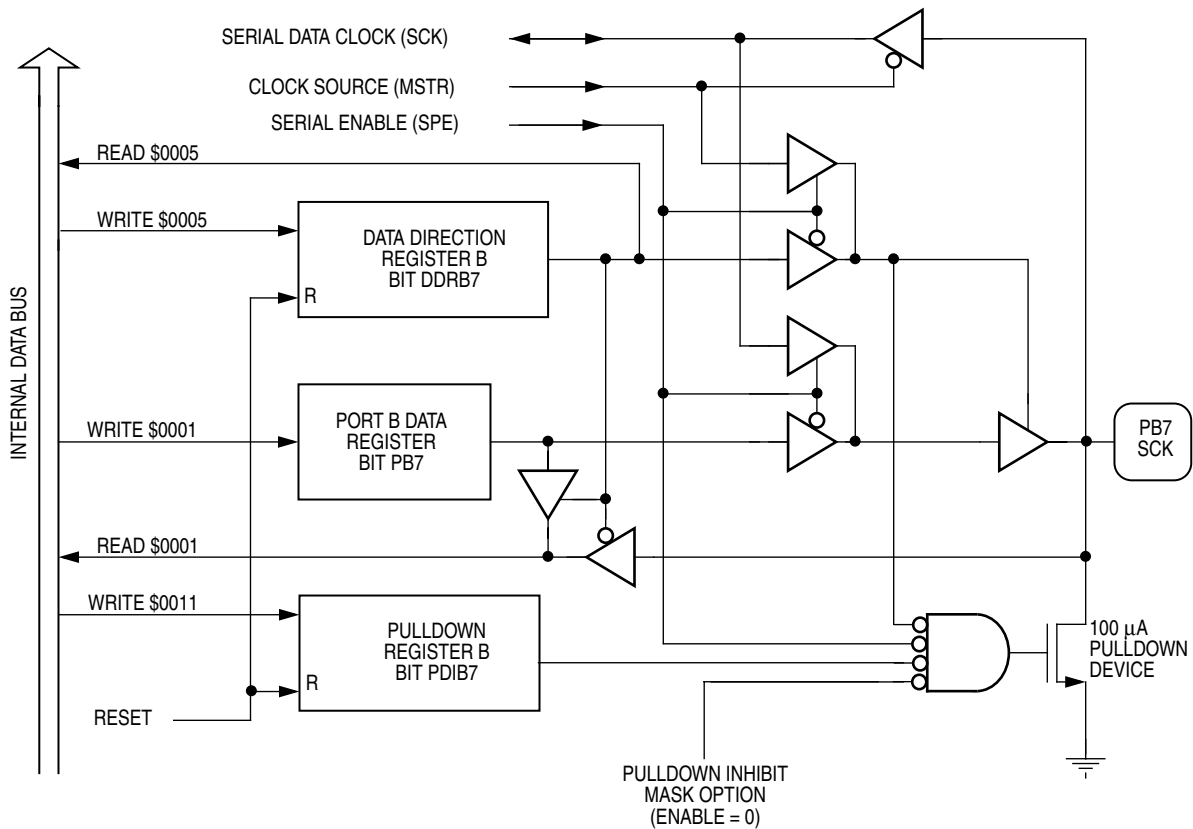 SERIAL DATA CLOCK (SCK)
CLOCK SOURCE (MSTR)
SERIAL ENABLE (SPE)
READ $0005
WRITE $0005
DATA DIRECTION
REGISTER B
BIT DDRB7
R
INTERNAL DATA BUS
WRITE $0001
PORT B DATA
REGISTER
BIT PB7
PB7
SCK
READ $0001
WRITE $0011
PULLDOWN
REGISTER B
BIT PDIB7
R
100 µA
PULLDOWN
DEVICE
RESET
PULLDOWN INHIBIT
MASK OPTION
(ENABLE = 0)